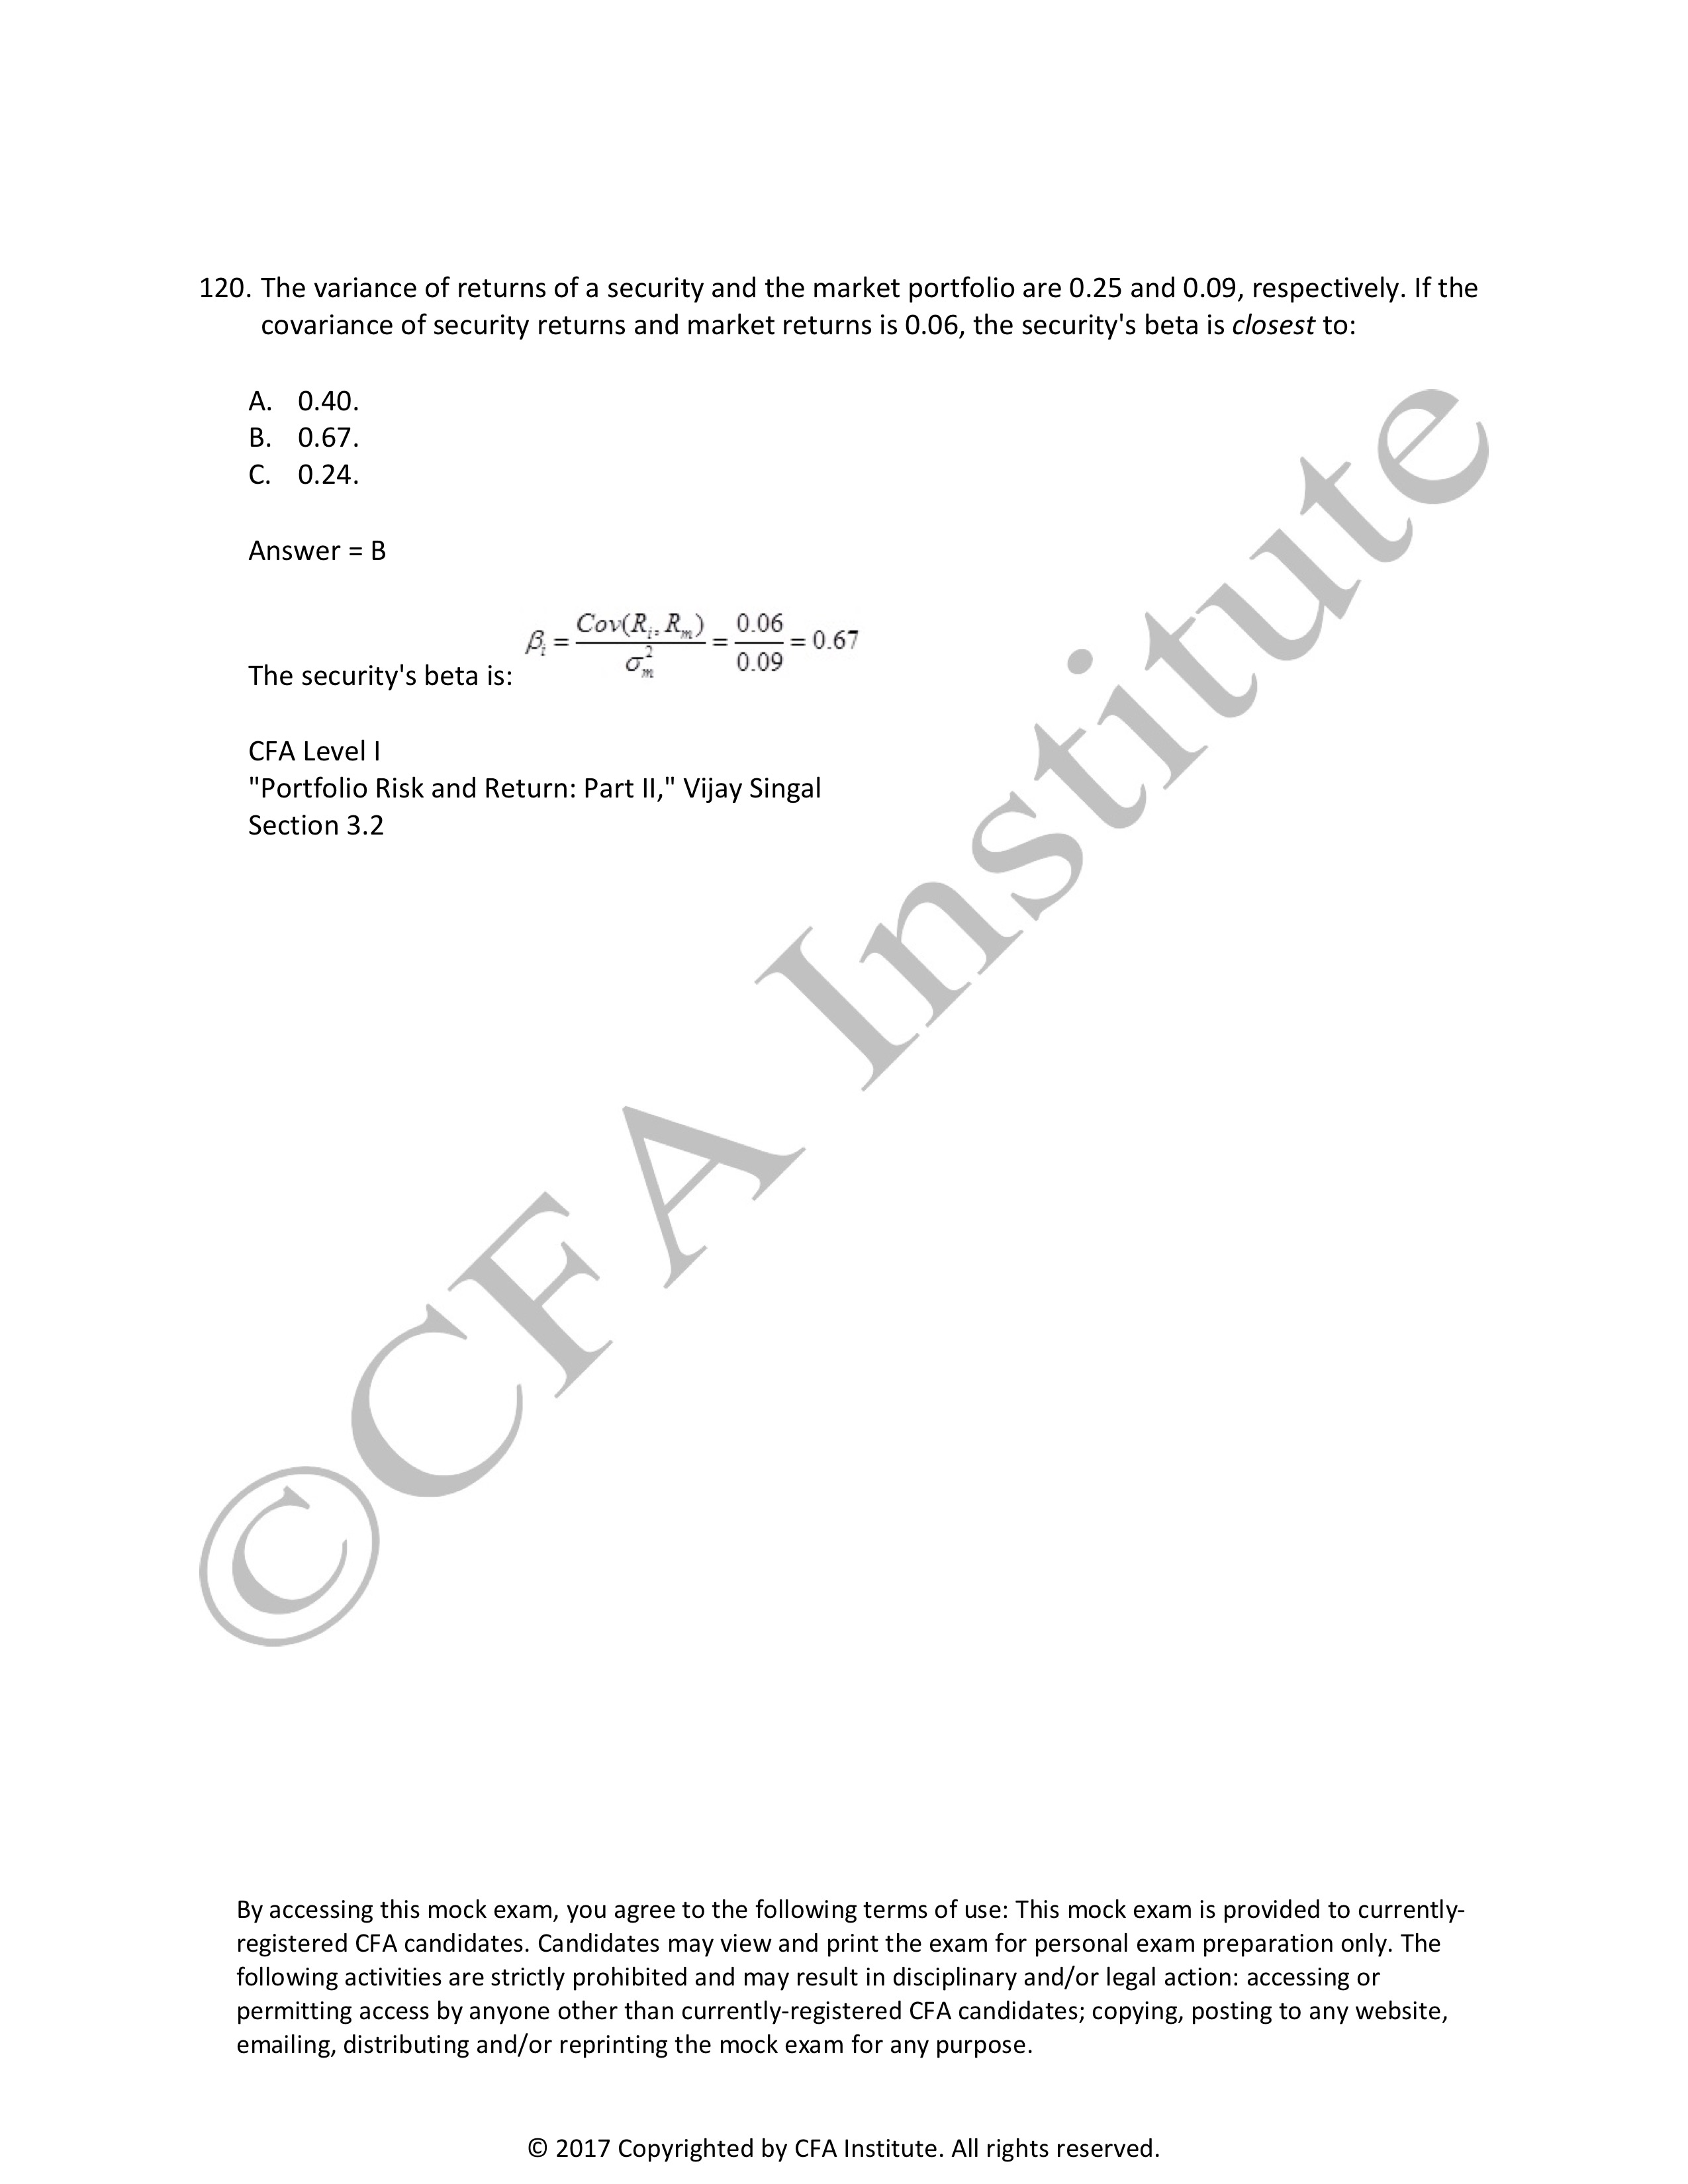 120. The variance of returns of a security and the market portfolio are 0.25 and 0.09, respectively. If the
covariance of security returns and market returns is 0.06, the security's beta is closest to:
A. 0.40.
B. 0.67.
C. 0.24.
Answer = B
The security's beta is: βi = Cov(Ri, Rm) / σm² = 0.06 / 0.09 = 0.67
CFA Level I
"Portfolio Risk and Return: Part II," Vijay Singal
Section 3.2
©CFA Institute
By accessing this mock exam, you agree to the following terms of use: This mock exam is provided to currently-
registered CFA candidates. Candidates may view and print the exam for personal exam preparation only. The
following activities are strictly prohibited and may result in disciplinary and/or legal action: accessing or
permitting access by anyone other than currently-registered CFA candidates; copying, posting to any website,
emailing, distributing and/or reprinting the mock exam for any purpose.
© 2017 Copyrighted by CFA Institute. All rights reserved.